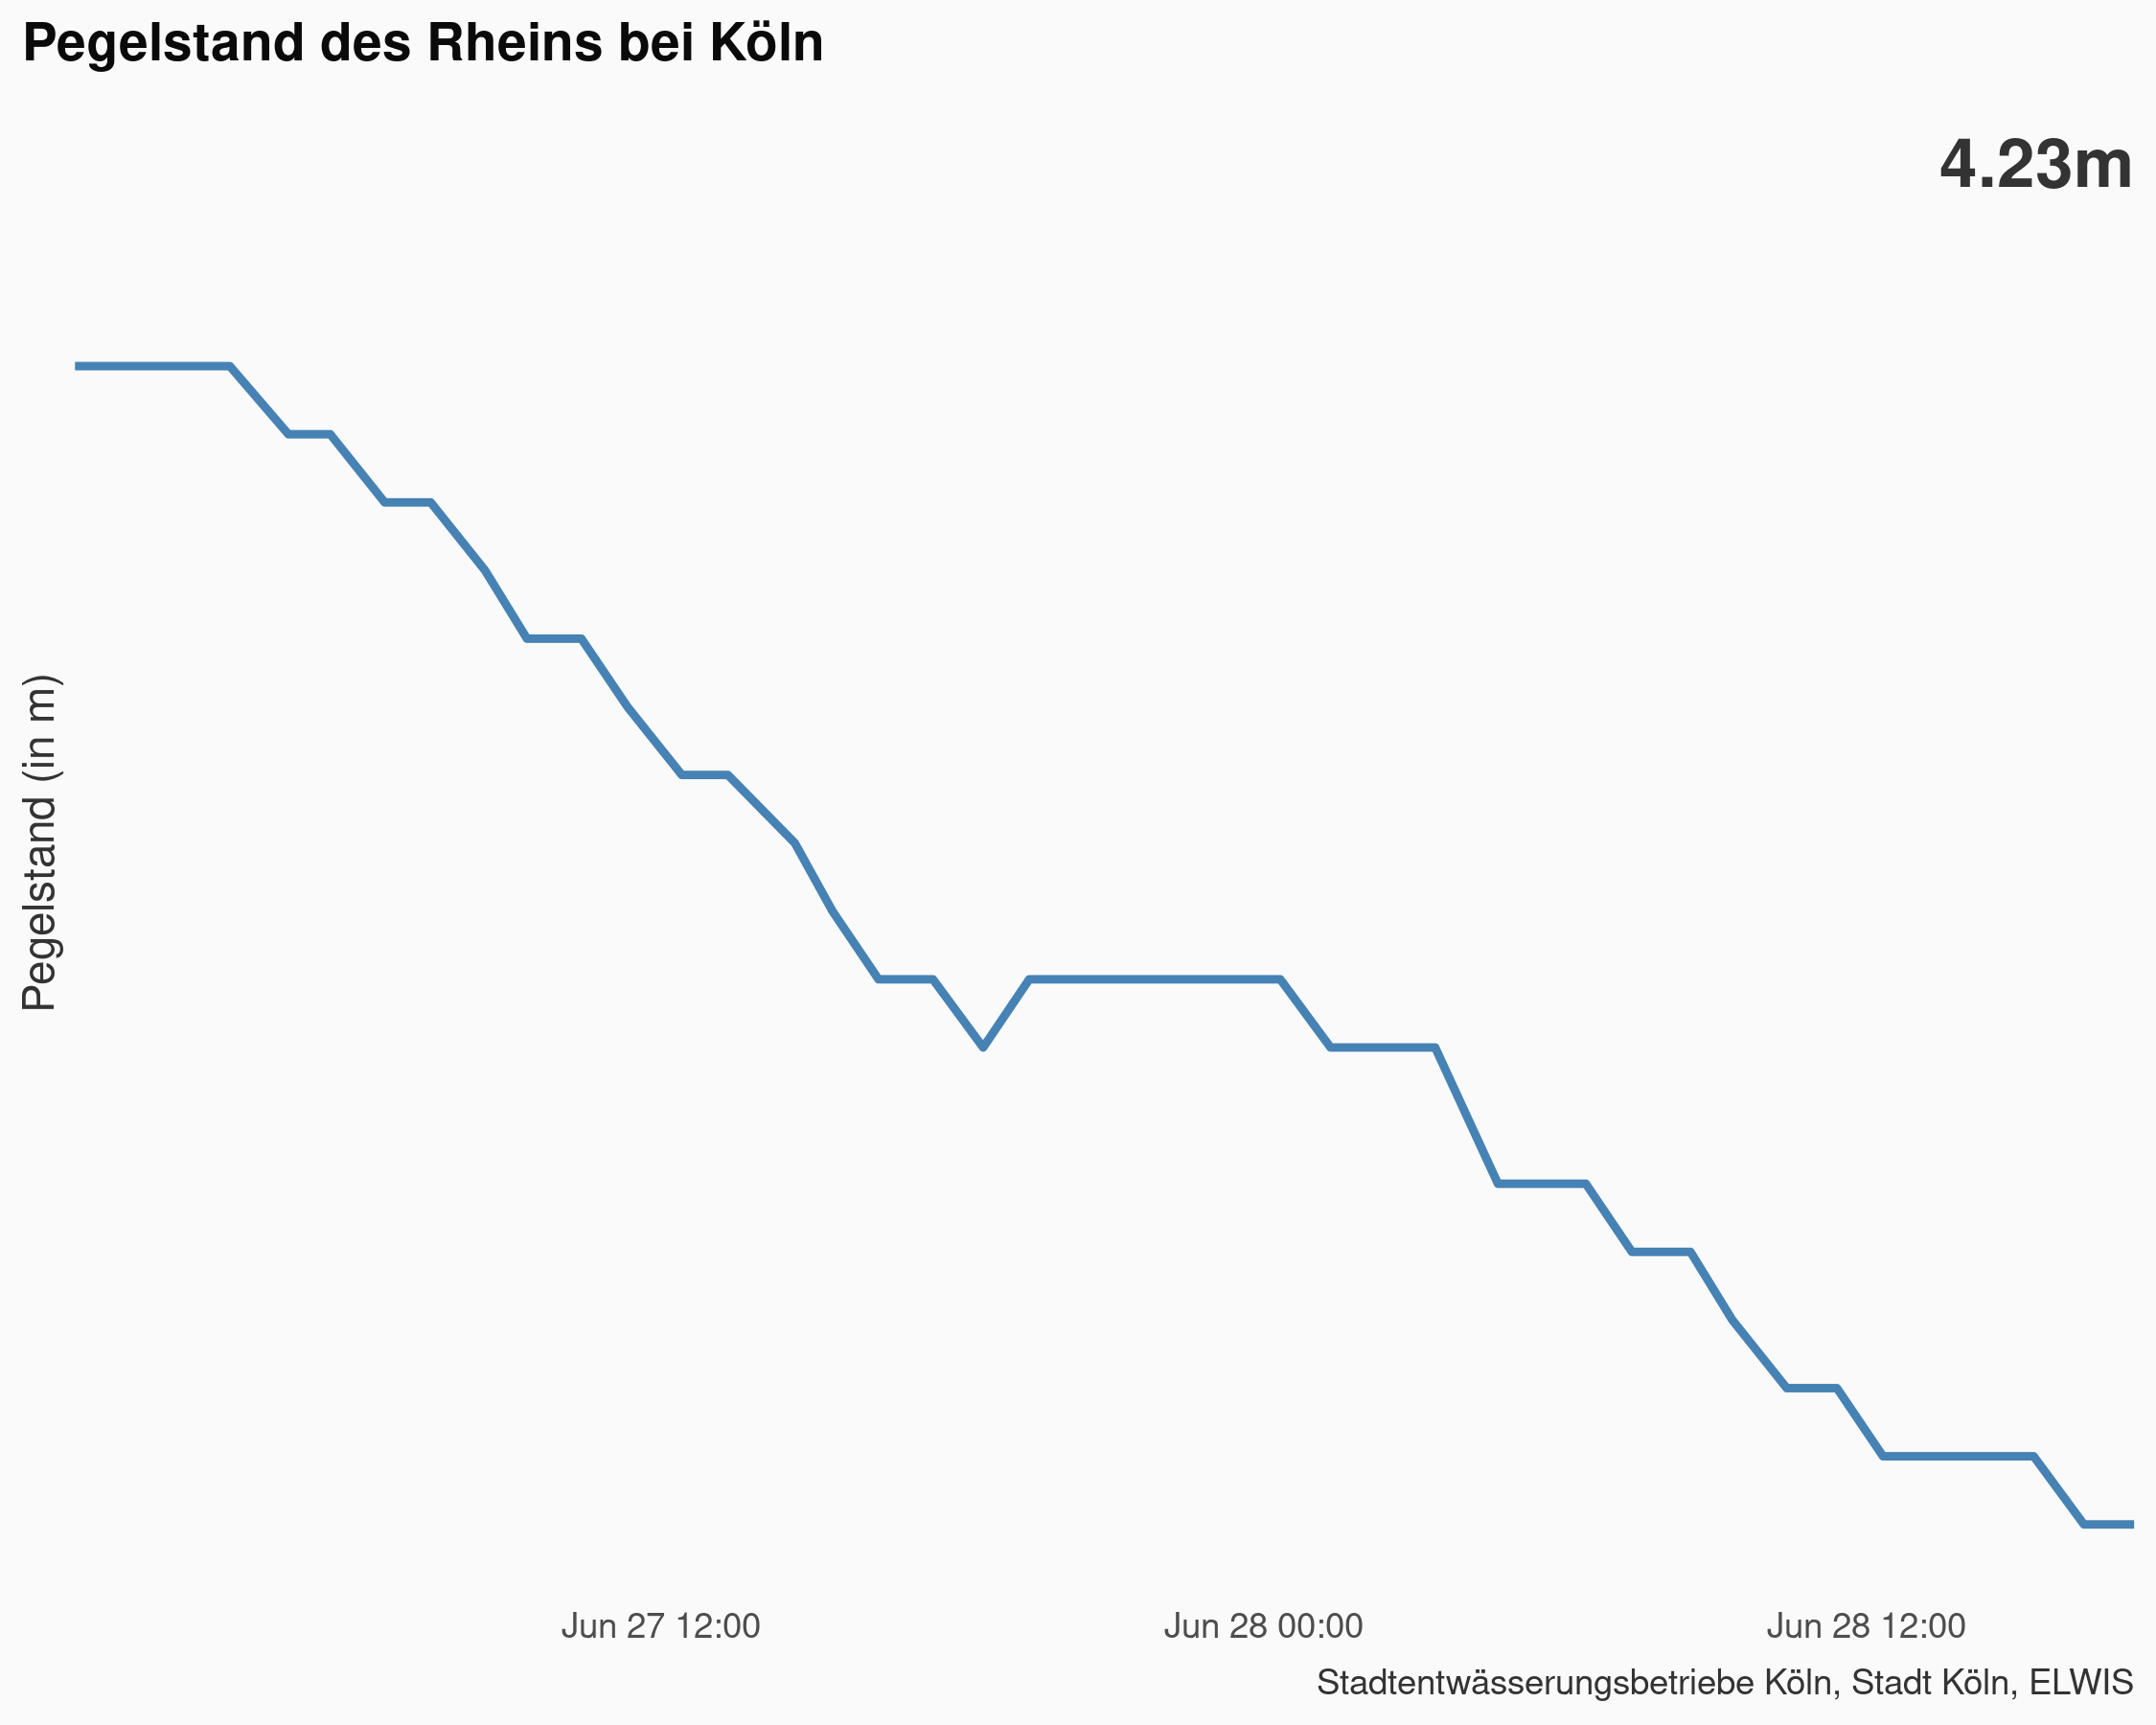 Pegelstand des Rheins bei Köln
4.23m
Pegelstand (in m)
Jun 27 12:00
Jun 28 00:00
Jun 28 12:00
Stadtentwässerungsbetriebe Köln, Stadt Köln, ELWIS